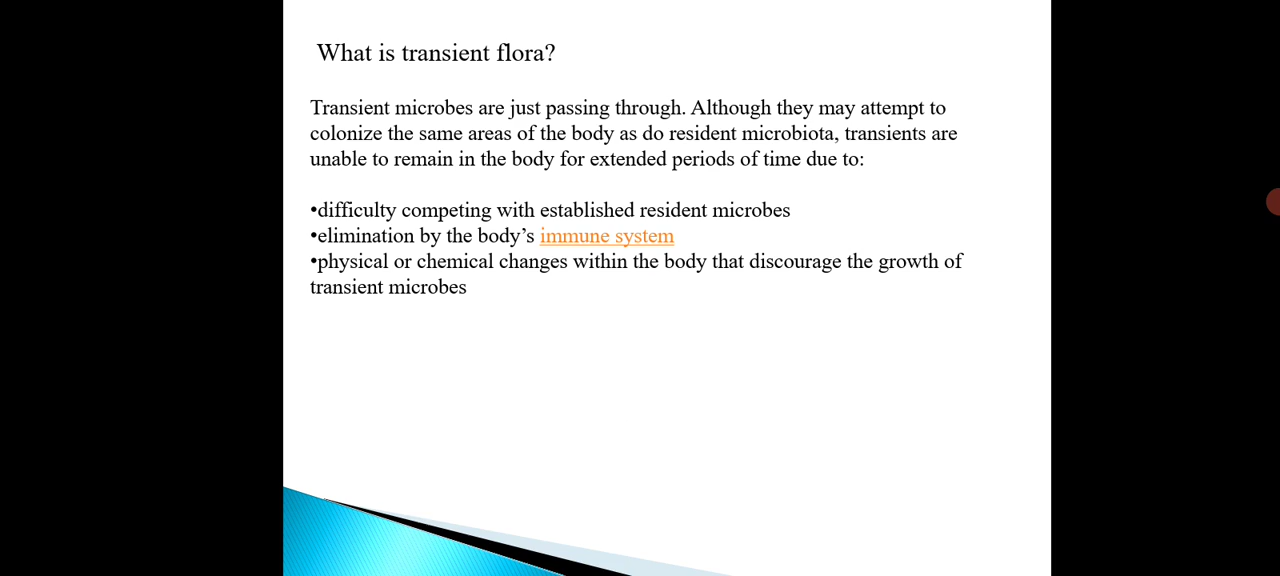 What is transient flora?
Transient microbes are just passing through. Although they may attempt to
colonize the same areas of the body as do resident microbiota, transients are
unable to remain in the body for extended periods of time due to:
•difficulty competing with established resident microbes
•elimination by the body’s immune system
•physical or chemical changes within the body that discourage the growth of
transient microbes